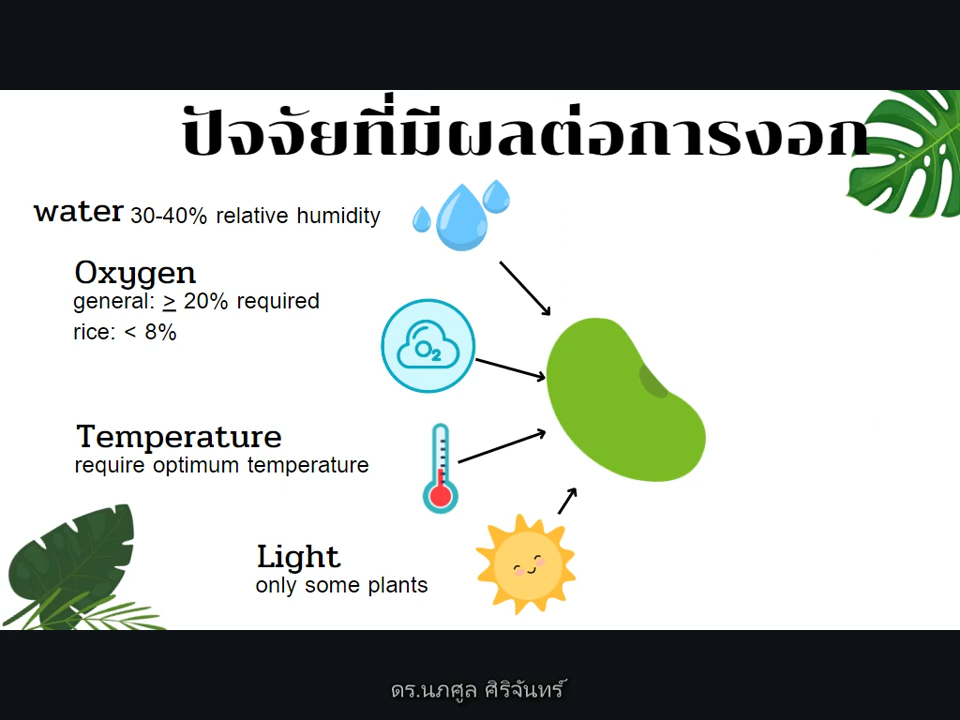 ปัจจัยที่มีผลต่อการงอก
water 30-40% relative humidity
Oxygen
general: ≥ 20% required
rice: < 8%
O₂
Temperature
require optimum temperature
Light
only some plants
ดร.นภศูล ศิริจันทร์